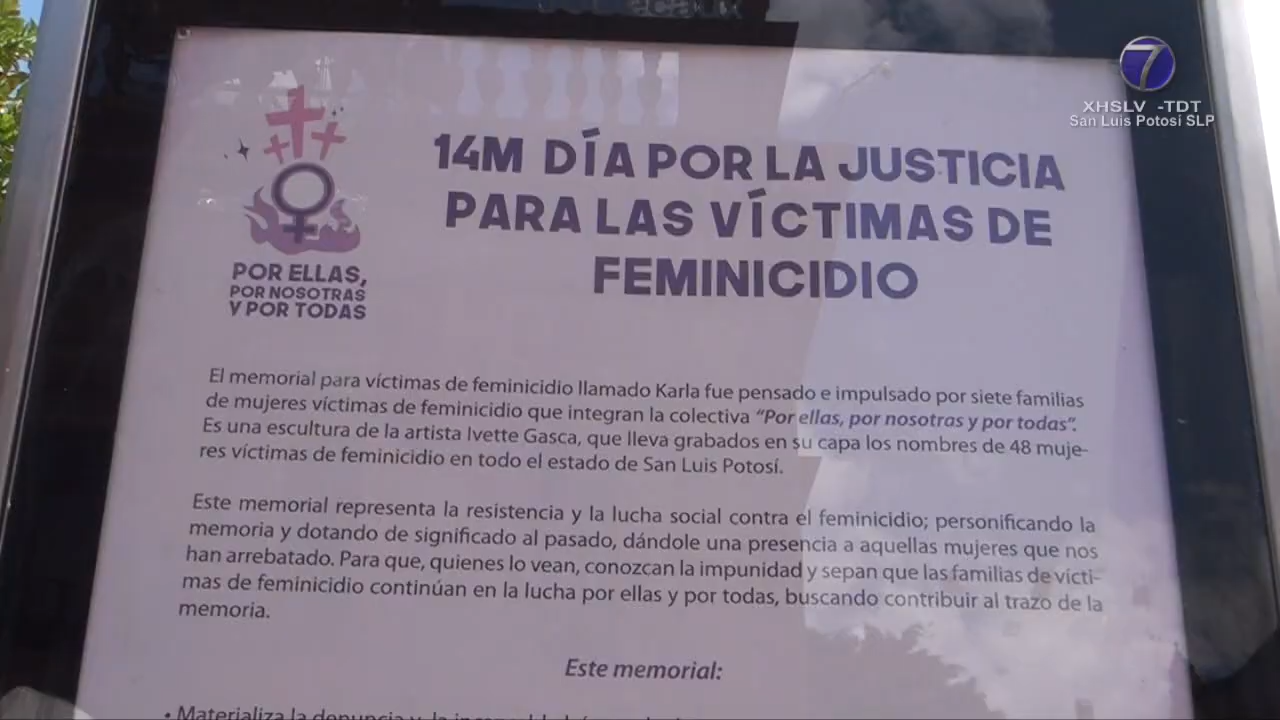 7
XHSLV -TDT
San Luis Potosí SLP
14M DÍA POR LA JUSTICIA
PARA LAS VÍCTIMAS DE
FEMINICIDIO
POR ELLAS,
POR NOSOTRAS
Y POR TODAS
El memorial para víctimas de feminicidio llamado Karla fue pensado e impulsado por siete familias
de mujeres víctimas de feminicidio que integran la colectiva “Por ellas, por nosotras y por todas”.
Es una escultura de la artista Ivette Gasca, que lleva grabados en su capa los nombres de 48 muje-
res víctimas de feminicidio en todo el estado de San Luis Potosí.
Este memorial representa la resistencia y la lucha social contra el feminicidio; personificando la
memoria y dotando de significado al pasado, dándole una presencia a aquellas mujeres que nos
han arrebatado. Para que, quienes lo vean, conozcan la impunidad y sepan que las familias de vícti-
mas de feminicidio continúan en la lucha por ellas y por todas, buscando contribuir al trazo de la
memoria.
Este memorial:
• Materializa la denuncia y la